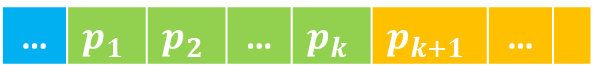 ... p₁ p₂ ... pₖ pₖ₊₁ ...